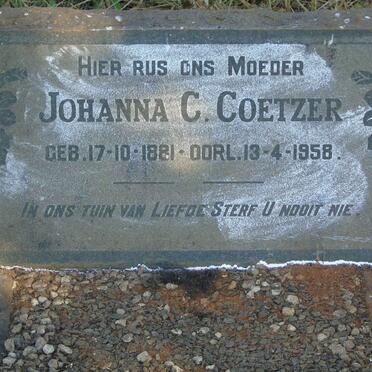 HIER RUS ONS MOEDER
JOHANNA C. COETZER
GEB. 17-10-1881 - OORL. 13-4-1958.
IN ONS TUIN VAN LIEFDE STERF U NOOIT NIE.